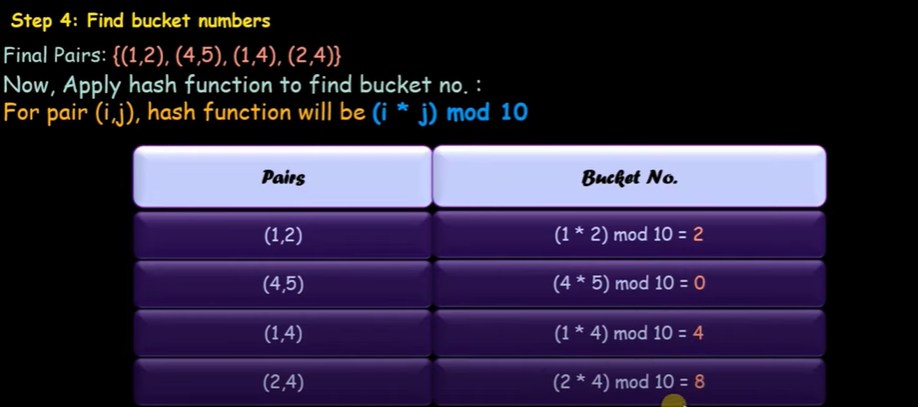 Step 4: Find bucket numbers
Final Pairs: {(1,2), (4,5), (1,4), (2,4)}
Now, Apply hash function to find bucket no. :
For pair (i,j), hash function will be (i * j) mod 10
Pairs Bucket No.
(1,2) (1 * 2) mod 10 = 2
(4,5) (4 * 5) mod 10 = 0
(1,4) (1 * 4) mod 10 = 4
(2,4) (2 * 4) mod 10 = 8